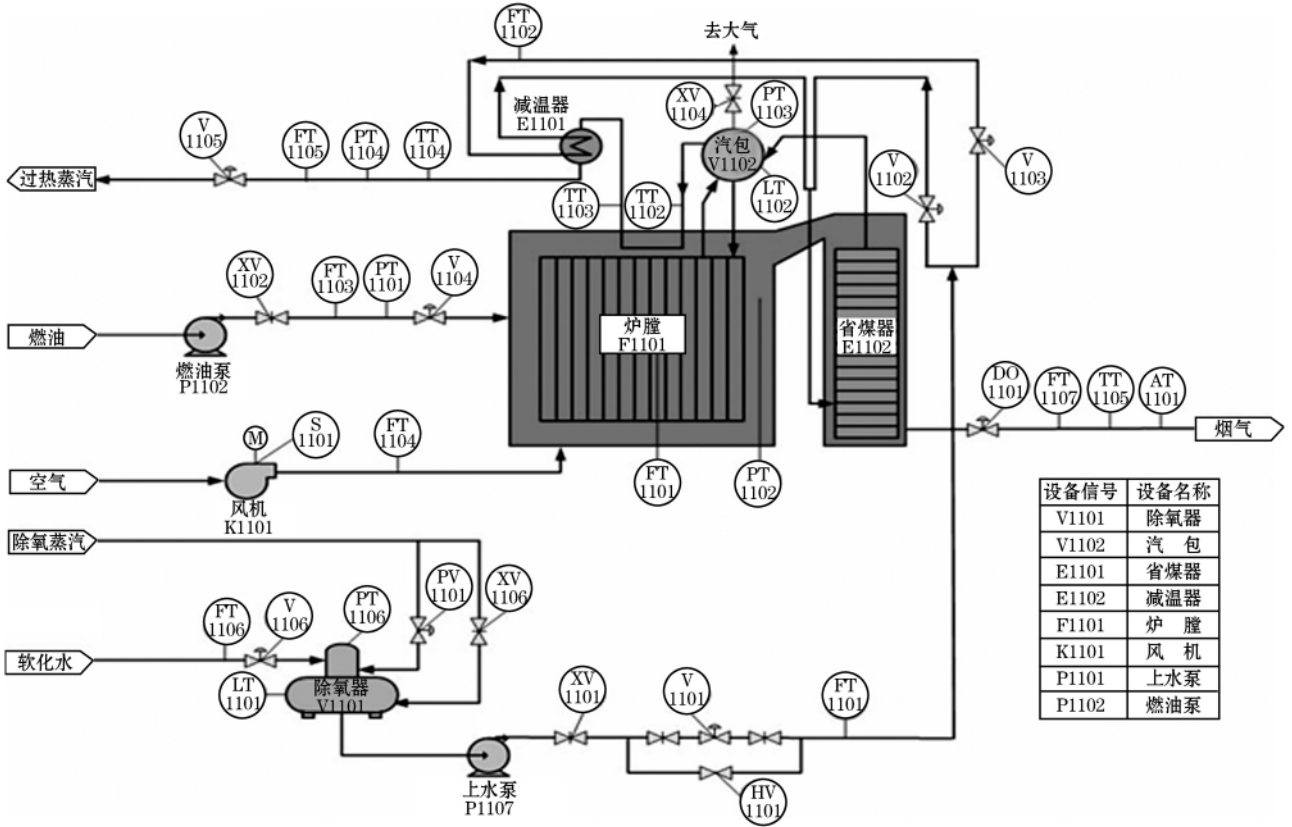 FT
1102
去大气
XV
1104
PT
1103
减温器
E1101
V
1105
FT
1105
PT
1104
TT
1104
汽包
V1102
V
1102
V
1103
过热蒸汽
TT
1103
TT
1102
LT
1102
XV
1102
FT
1103
PT
1101
V
1104
燃油
炉膛
F1101
省煤器
E1102
燃油泵
P1102
DO
1101
FT
1107
TT
1105
AT
1101
烟气
M
S
1101
FT
1104
空气
风机
K1101
FT
1101
PT
1102
除氧蒸汽
PV
1101
XV
1106
FT
1106
V
1106
PT
1106
软化水
LT
1101
除氧器
V1101
XV
1101
V
1101
FT
1101
上水泵
P1107
HV
1101
设备信号 设备名称
V1101 除氧器
V1102 汽 包
E1101 省煤器
E1102 减温器
F1101 炉 膛
K1101 风 机
P1101 上水泵
P1102 燃油泵